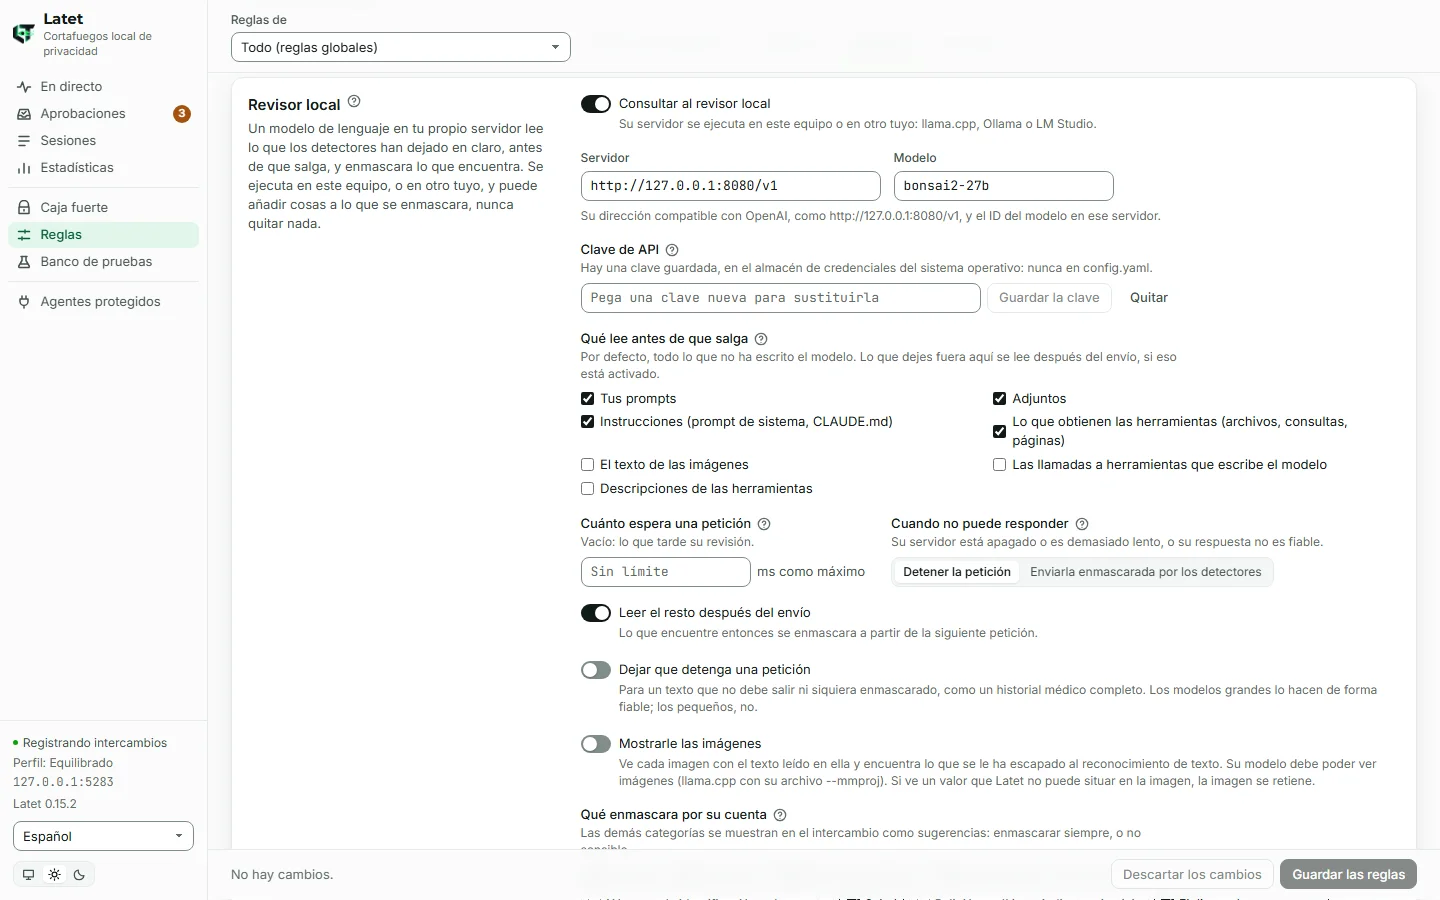 Latet
Cortafuegos local de
privacidad
En directo
Aprobaciones
3
Sesiones
Estadísticas
Caja fuerte
Reglas
Banco de pruebas
Agentes protegidos
Registrando intercambios
Perfil: Equilibrado
127.0.0.1:5283
Latet 0.15.2
Español
Reglas de
Todo (reglas globales)
Revisor local
Un modelo de lenguaje en tu propio servidor lee
lo que los detectores han dejado en claro, antes
de que salga, y enmascara lo que encuentra. Se
ejecuta en este equipo, o en otro tuyo, y puede
añadir cosas a lo que se enmascara, nunca
quitar nada.
Consultar al revisor local
Su servidor se ejecuta en este equipo o en otro tuyo: llama.cpp, Ollama o LM Studio.
Servidor
Modelo
http://127.0.0.1:8080/v1
bonsai2-27b
Su dirección compatible con OpenAI, como http://127.0.0.1:8080/v1, y el ID del modelo en ese servidor.
Clave de API
Hay una clave guardada, en el almacén de credenciales del sistema operativo: nunca en config.yaml.
Pega una clave nueva para sustituirla
Guardar la clave
Quitar
Qué lee antes de que salga
Por defecto, todo lo que no ha escrito el modelo. Lo que dejes fuera aquí se lee después del envío, si eso
está activado.
Tus prompts
Adjuntos
Instrucciones (prompt de sistema, CLAUDE.md)
Lo que obtienen las herramientas (archivos, consultas,
páginas)
El texto de las imágenes
Las llamadas a herramientas que escribe el modelo
Descripciones de las herramientas
Cuánto espera una petición
Vacío: lo que tarde su revisión.
Sin límite
ms como máximo
Cuando no puede responder
Su servidor está apagado o es demasiado lento, o su respuesta no es fiable.
Detener la petición
Enviarla enmascarada por los detectores
Leer el resto después del envío
Lo que encuentre entonces se enmascara a partir de la siguiente petición.
Dejar que detenga una petición
Para un texto que no debe salir ni siquiera enmascarado, como un historial médico completo. Los modelos grandes lo hacen de forma
fiable; los pequeños, no.
Mostrarle las imágenes
Ve cada imagen con el texto leído en ella y encuentra lo que se le ha escapado al reconocimiento de texto. Su modelo debe poder ver
imágenes (llama.cpp con su archivo --mmproj). Si ve un valor que Latet no puede situar en la imagen, la imagen se retiene.
Qué enmascara por su cuenta
Las demás categorías se muestran en el intercambio como sugerencias: enmascarar siempre, o no
No hay cambios.
Descartar los cambios
Guardar las reglas